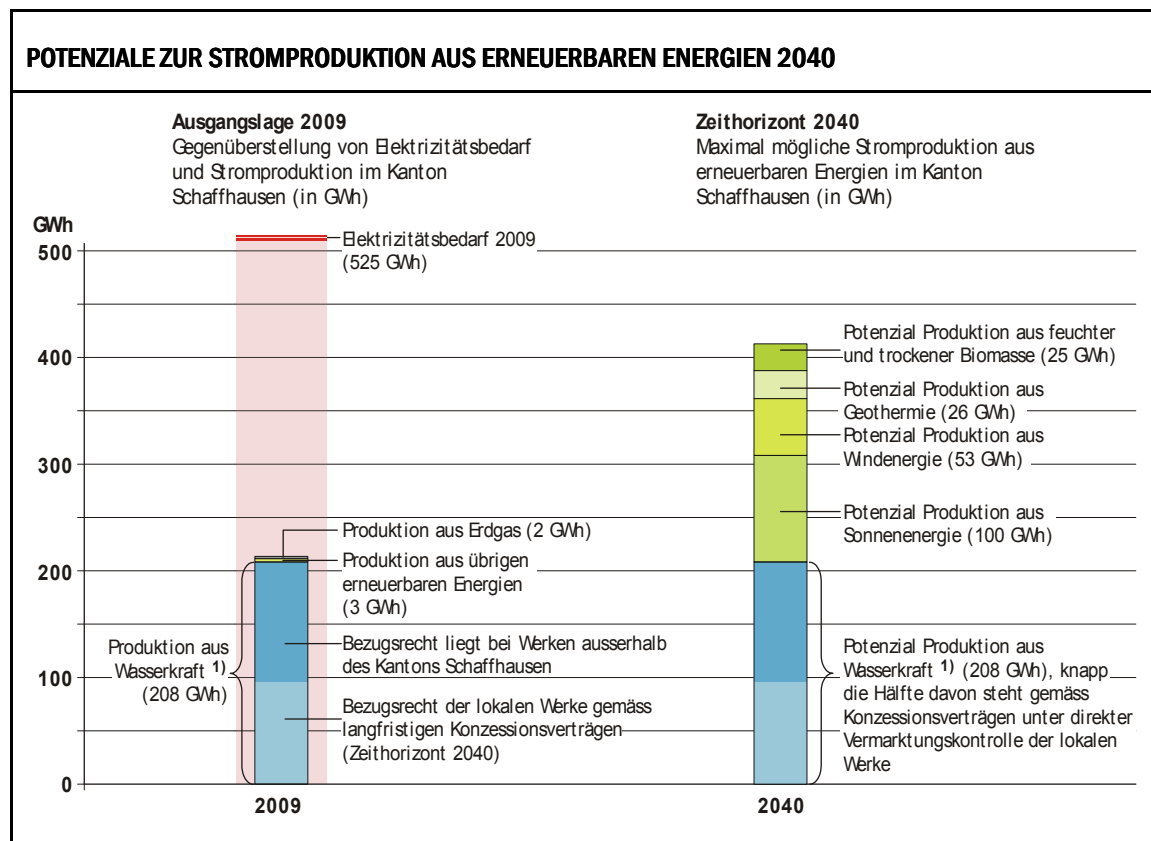 POTENZIALE ZUR STROMPRODUKTION AUS ERNEUERBAREN ENERGIEN 2040
Ausgangslage 2009
Gegenüberstellung von Elektrizitätsbedarf
und Stromproduktion im Kanton
Schaffhausen (in GWh)
Zeithorizont 2040
Maximal mögliche Stromproduktion aus
erneuerbaren Energien im Kanton
Schaffhausen (in GWh)
GWh
500
400
300
200
100
0
Elektrizitätsbedarf 2009
(525 GWh)
Produktion aus Erdgas (2 GWh)
Produktion aus übrigen
erneuerbaren Energien
(3 GWh)
Produktion aus
Wasserkraft 1)
(208 GWh)
Bezugsrecht liegt bei Werken ausserhalb
des Kantons Schaffhausen
Bezugsrecht der lokalen Werke gemäss
langfristigen Konzessionsverträgen
(Zeithorizont 2040)
2009
Potenzial Produktion aus feuchter
und trockener Biomasse (25 GWh)
Potenzial Produktion aus
Geothermie (26 GWh)
Potenzial Produktion aus
Windenergie (53 GWh)
Potenzial Produktion aus
Sonnenenergie (100 GWh)
Potenzial Produktion aus
Wasserkraft 1) (208 GWh), knapp
die Hälfte davon steht gemäss
Konzessionsverträgen unter direkter
Vermarktungskontrolle der lokalen
Werke
2040